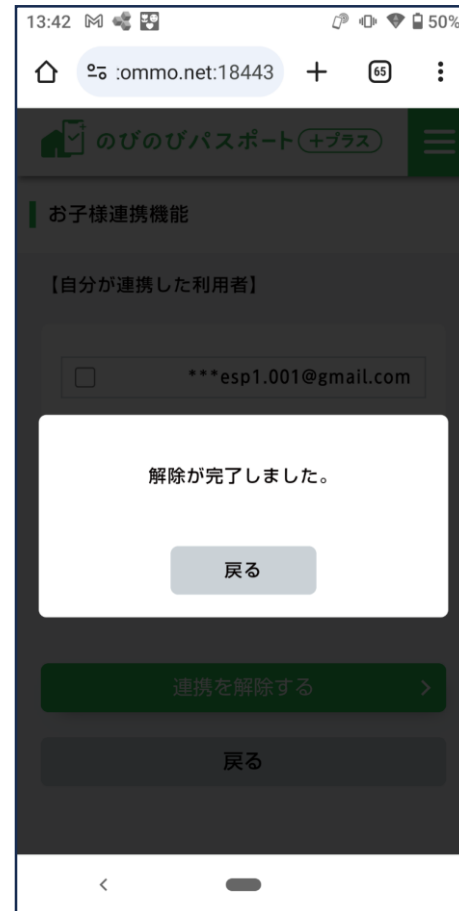 13:42
50%
:ommo.net:18443
65
のびのびパスポート +プラス
お子様連携機能
【自分が連携した利用者】
***esp1.001@gmail.com
解除が完了しました。
戻る
連携を解除する
戻る